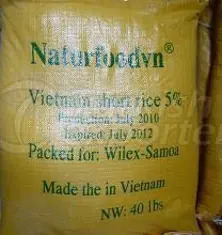 Naturfoodvn®
Vietnam short rice 5%
Production July 2010
Expired: July 2012
Packed for: Wilex-Samoa
Made the in Vietnam
NW: 40 lbs